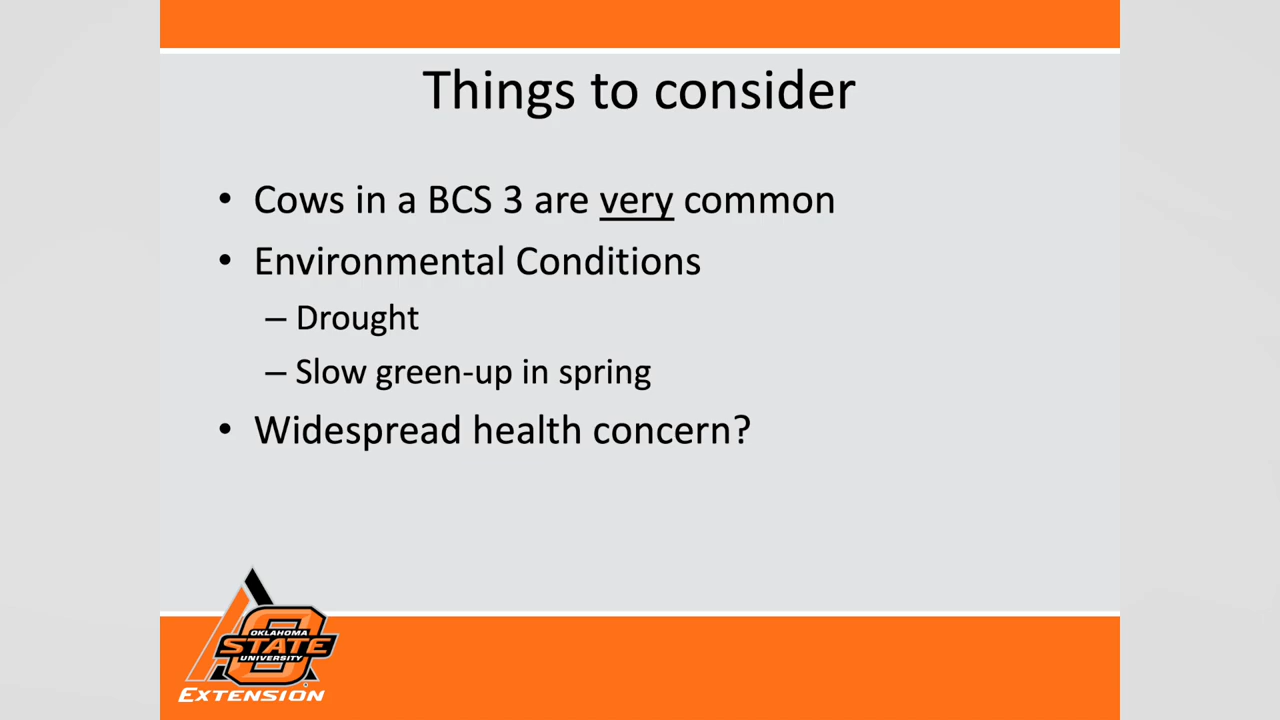 Things to consider
• Cows in a BCS 3 are very common
• Environmental Conditions
– Drought
– Slow green-up in spring
• Widespread health concern?
OKLAHOMA
STATE
UNIVERSITY
EXTENSION